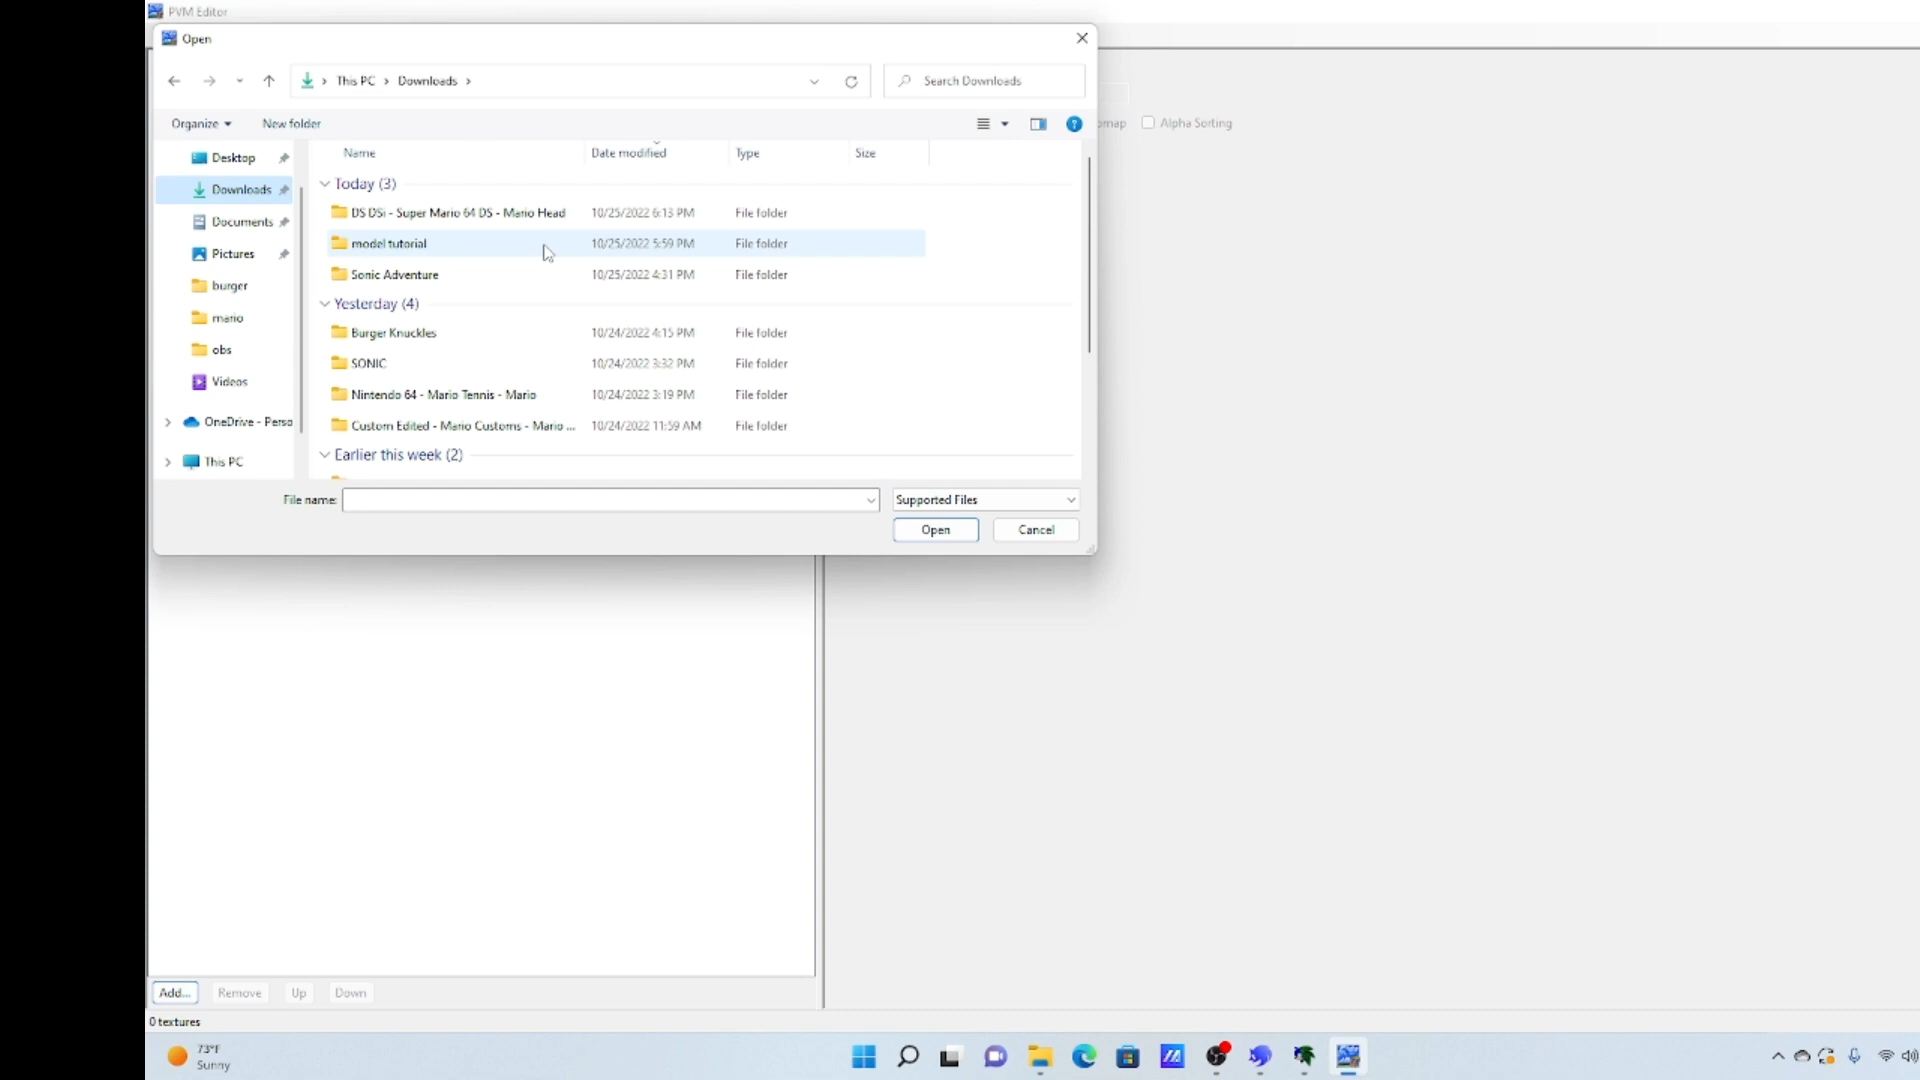 PVM Editor
Open
This PC > Downloads >
Search Downloads
Organize
New folder
Alpha Sorting
Name
Date modified
Type
Size
Desktop
Downloads
Documents
Pictures
burger
mario
obs
Videos
OneDrive - Perso
This PC
Today (3)
DS DSi - Super Mario 64 DS - Mario Head 10/25/2022 6:13 PM File folder
model tutorial 10/25/2022 5:59 PM File folder
Sonic Adventure 10/25/2022 4:31 PM File folder
Yesterday (4)
Burger Knuckles 10/24/2022 4:15 PM File folder
SONIC 10/24/2022 3:32 PM File folder
Nintendo 64 - Mario Tennis - Mario 10/24/2022 3:19 PM File folder
Custom Edited - Mario Customs - Mario ... 10/24/2022 11:59 AM File folder
Earlier this week (2)
File name:
Supported Files
Open
Cancel
Add...
Remove
Up
Down
0 textures
73°F
Sunny